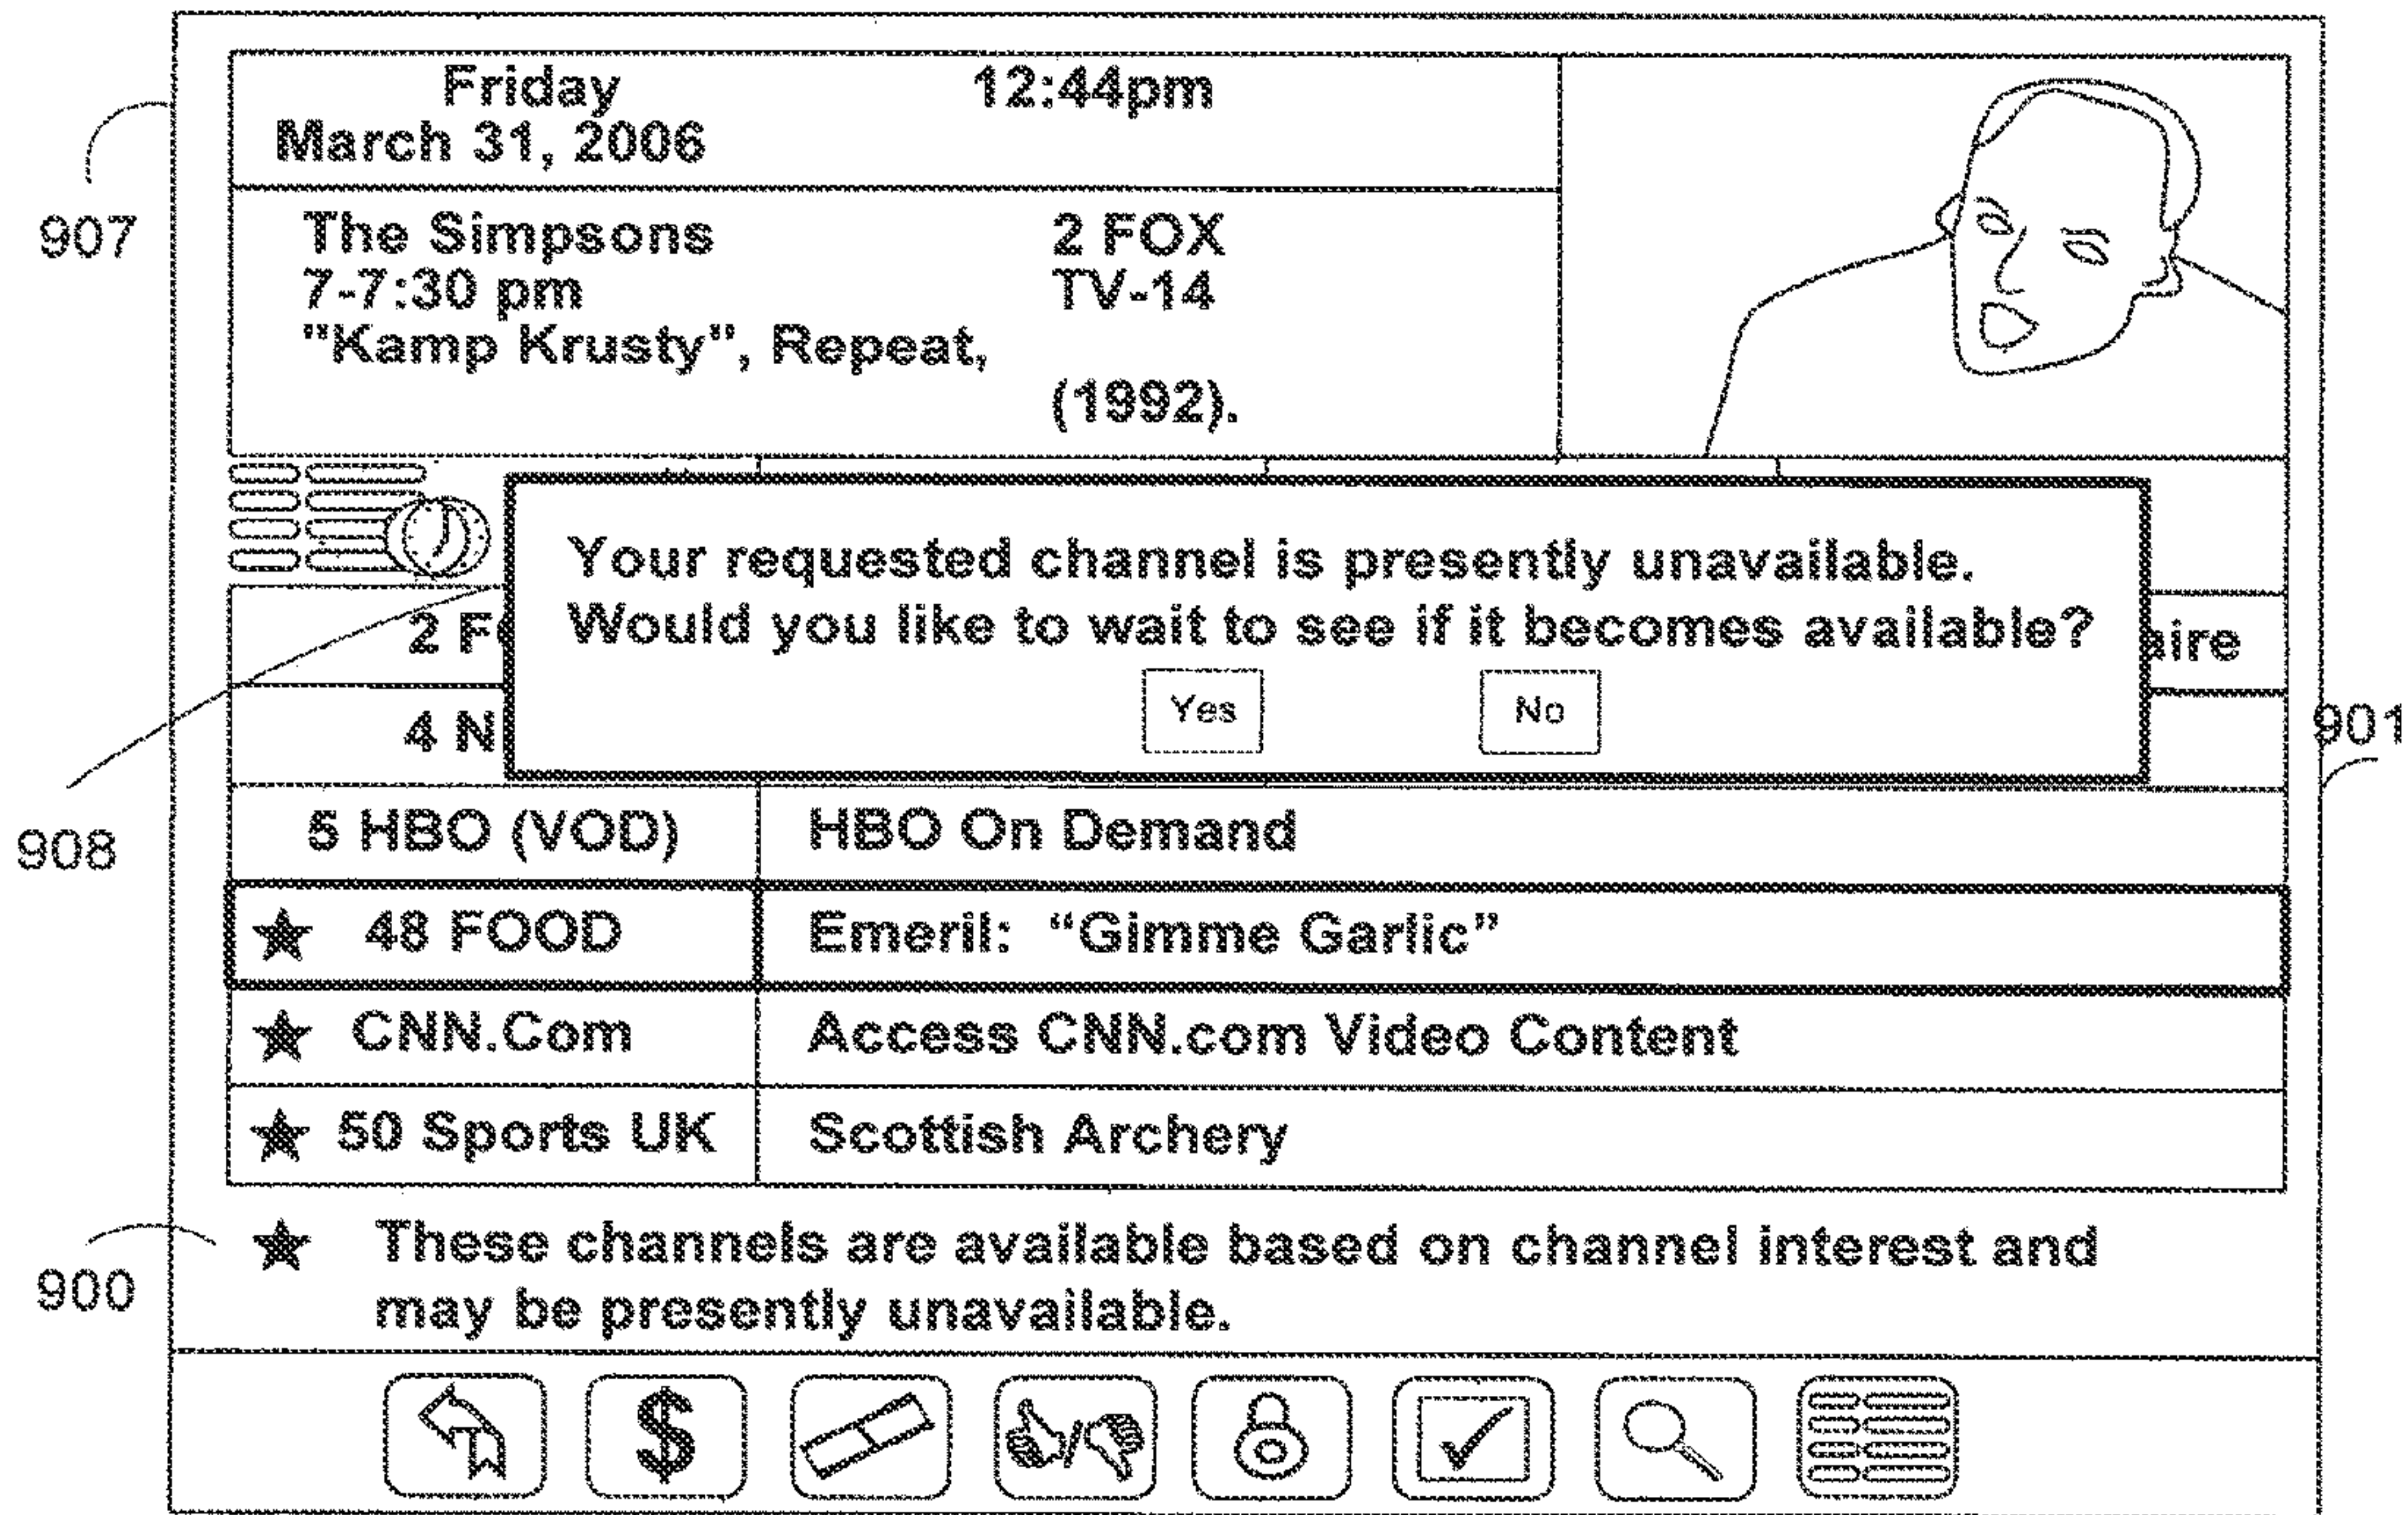 Friday 12:44pm
March 31, 2006
907
The Simpsons 2 FOX
7-7:30 pm TV-14
"Kamp Krusty", Repeat,
(1992).
Your requested channel is presently unavailable.
Would you like to wait to see if it becomes available?
2 F
Yes No
4 N
901
908
5 HBO (VOD) HBO On Demand
★ 48 FOOD Emeril: “Gimme Garlic”
★ CNN.Com Access CNN.com Video Content
★ 50 Sports UK Scottish Archery
900
★ These channels are available based on channel interest and
may be presently unavailable.
$